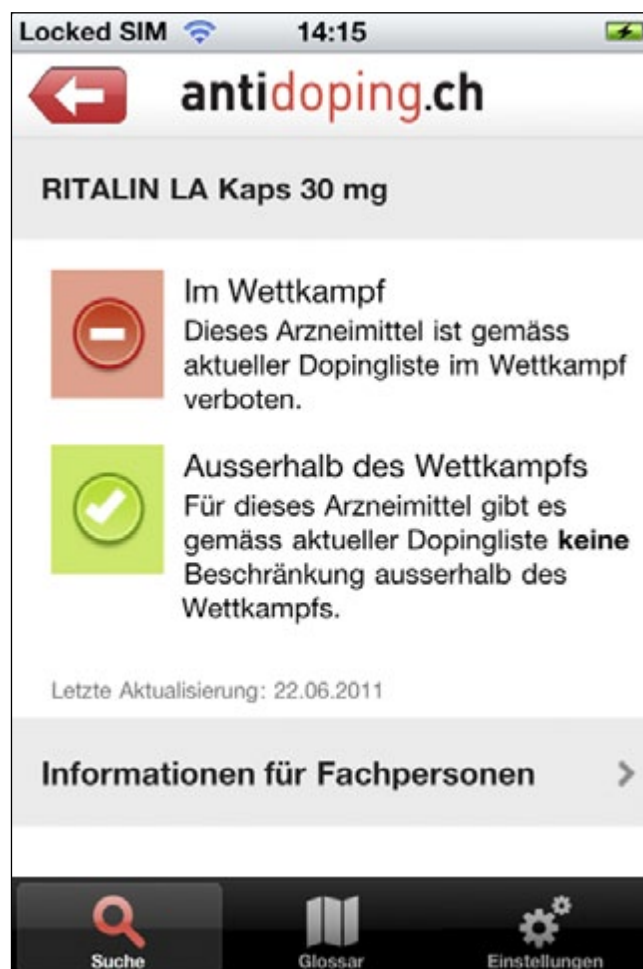 Locked SIM 14:15
antidoping.ch
RITALIN LA Kaps 30 mg
Im Wettkampf
Dieses Arzneimittel ist gemäss
aktueller Dopingliste im Wettkampf
verboten.
Ausserhalb des Wettkampfs
Für dieses Arzneimittel gibt es
gemäss aktueller Dopingliste keine
Beschränkung ausserhalb des
Wettkampfs.
Letzte Aktualisierung: 22.06.2011
Informationen für Fachpersonen
Suche Glossar Einstellungen